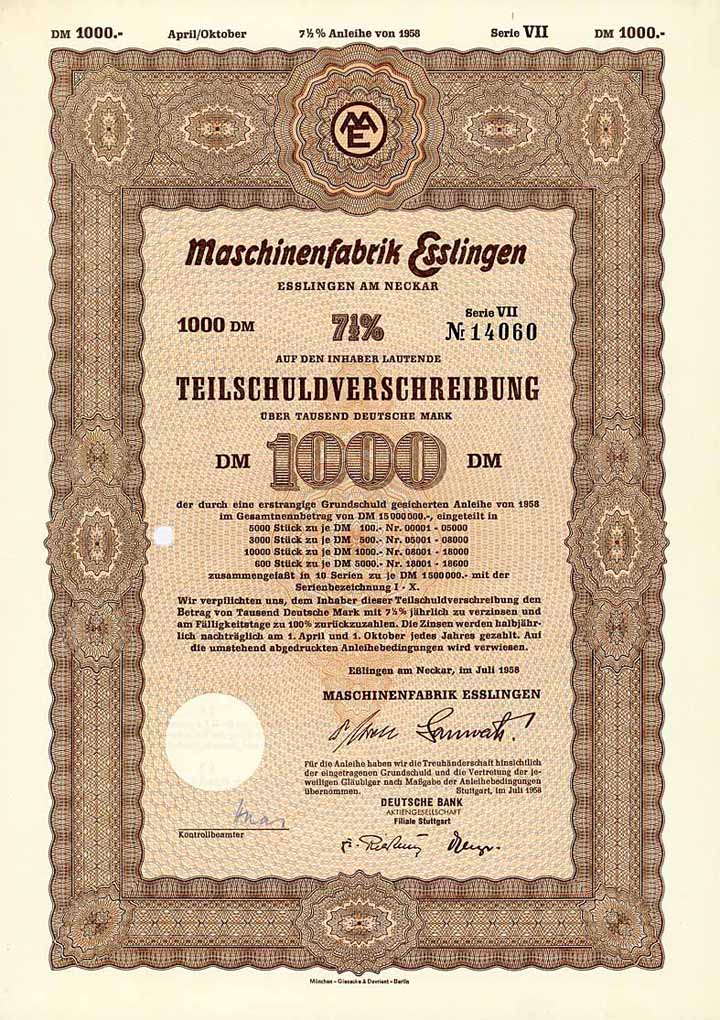 DM 1000.- April/Oktober 7½% Anleihe von 1958 Serie VII DM 1000.-
ME
Maschinenfabrik Esslingen
ESSLINGEN AM NECKAR
1000 DM 7½% Serie VII
№ 14060
AUF DEN INHABER LAUTENDE
TEILSCHULDVERSCHREIBUNG
ÜBER TAUSEND DEUTSCHE MARK
DM 1000 DM
der durch eine erstrangige Grundschuld gesicherten Anleihe von 1958
im Gesamtnennbetrag von DM 15000000.-, eingeteilt in
5000 Stück zu je DM 100.- Nr. 00001 - 05000
3000 Stück zu je DM 500.- Nr. 05001 - 08000
10000 Stück zu je DM 1000.- Nr. 08001 - 18000
600 Stück zu je DM 5000.- Nr. 18001 - 18600
zusammengefaßt in 10 Serien zu je DM 1500000.- mit der
Serienbezeichnung I - X.
Wir verpflichten uns, dem Inhaber dieser Teilschuldverschreibung den
Betrag von Tausend Deutsche Mark mit 7½% jährlich zu verzinsen und
am Fälligkeitstage zu 100% zurückzuzahlen. Die Zinsen werden halbjähr-
lich nachträglich am 1. April und 1. Oktober jedes Jahres gezahlt. Auf
die umstehend abgedruckten Anleihebedingungen wird verwiesen.
Eßlingen am Neckar, im Juli 1958
MASCHINENFABRIK ESSLINGEN
Für die Anleihe haben wir die Treuhänderschaft hinsichtlich
der eingetragenen Grundschuld und die Vertretung der je-
weiligen Gläubiger nach Maßgabe der Anleihebedingungen
übernommen. Stuttgart, im Juli 1958
DEUTSCHE BANK
AKTIENGESELLSCHAFT
Filiale Stuttgart
Kontrollbeamter
München - Giesecke & Devrient - Berlin